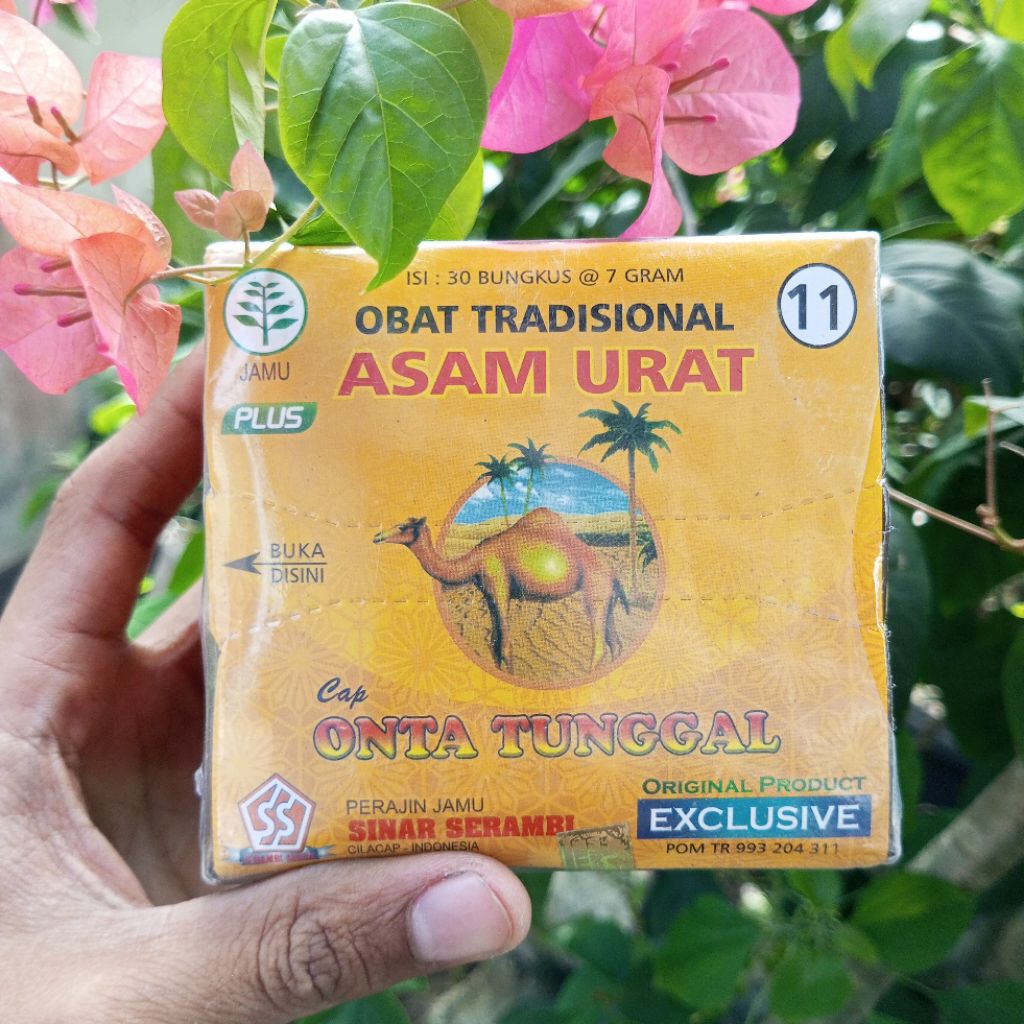 ISI : 30 BUNGKUS @ 7 GRAM
OBAT TRADISIONAL
ASAM URAT
11
JAMU
PLUS
BUKA
DISINI
Cap
ONTA TUNGGAL
SS
PERAJIN JAMU
SINAR SERAMBI
CILACAP - INDONESIA
ORIGINAL PRODUCT
EXCLUSIVE
POM TR 993 204 311